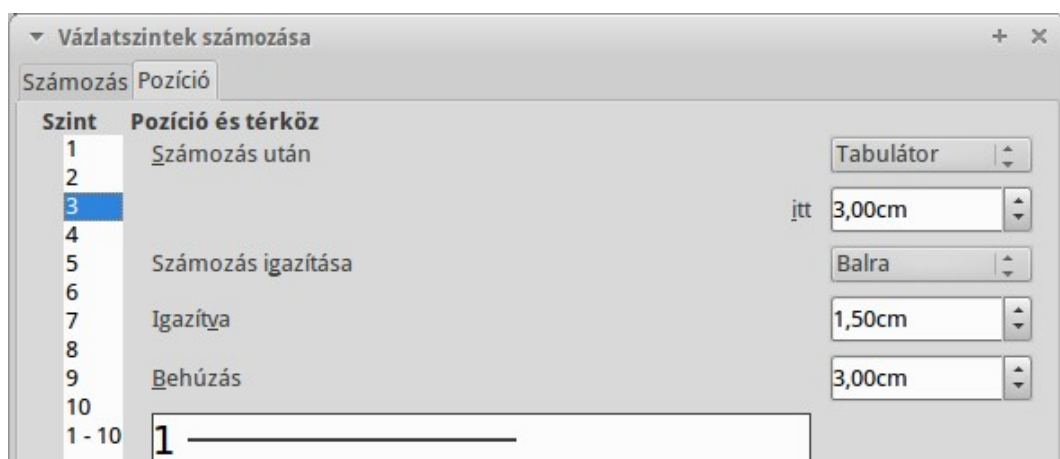 Vázlatszintek számozása
Számozás Pozíció
Szint Pozíció és térköz
1 Számozás után Tabulátor
2
3 itt 3,00cm
4
5 Számozás igazítása Balra
6
7 Igazítva 1,50cm
8
9 Behúzás 3,00cm
10
1 - 10 1